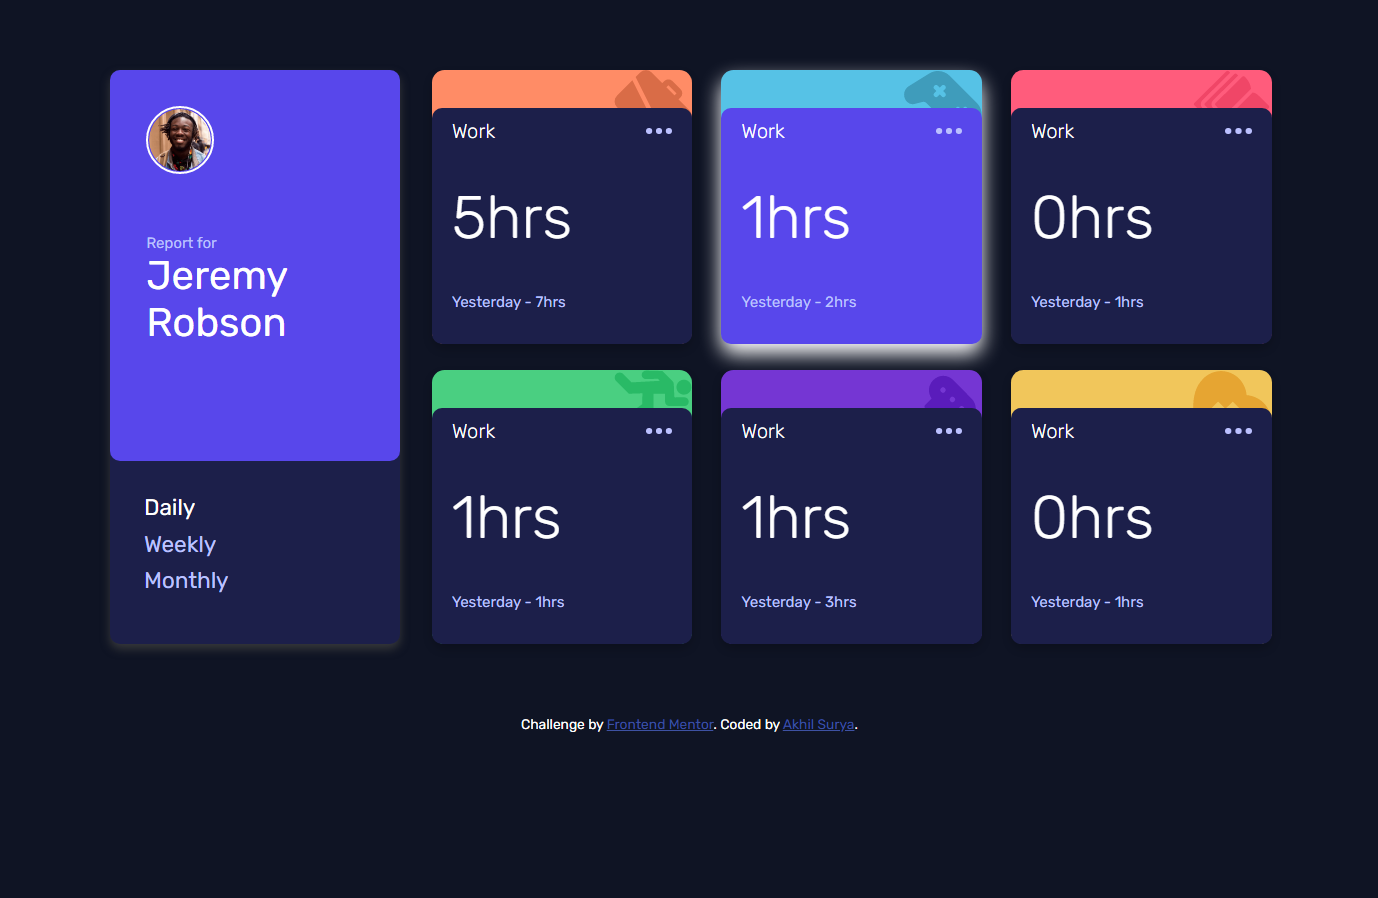 Report for
Jeremy
Robson
Daily
Weekly
Monthly
Work
5hrs
Yesterday - 7hrs
Work
1hrs
Yesterday - 2hrs
Work
0hrs
Yesterday - 1hrs
Work
1hrs
Yesterday - 1hrs
Work
1hrs
Yesterday - 3hrs
Work
0hrs
Yesterday - 1hrs
Challenge by Frontend Mentor. Coded by Akhil Surya.